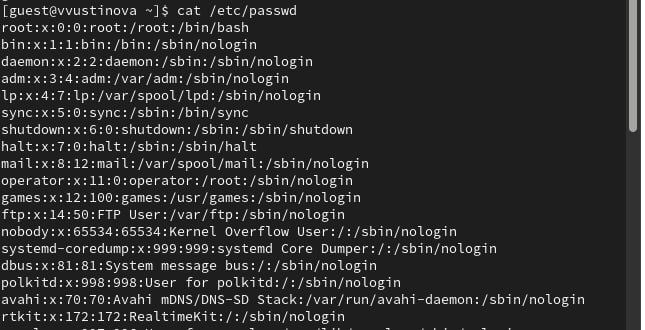 [guest@vvustinova ~]$ cat /etc/passwd
root:x:0:0:root:/root:/bin/bash
bin:x:1:1:bin:/bin:/sbin/nologin
daemon:x:2:2:daemon:/sbin:/sbin/nologin
adm:x:3:4:adm:/var/adm:/sbin/nologin
lp:x:4:7:lp:/var/spool/lpd:/sbin/nologin
sync:x:5:0:sync:/sbin:/bin/sync
shutdown:x:6:0:shutdown:/sbin:/sbin/shutdown
halt:x:7:0:halt:/sbin:/sbin/halt
mail:x:8:12:mail:/var/spool/mail:/sbin/nologin
operator:x:11:0:operator:/root:/sbin/nologin
games:x:12:100:games:/usr/games:/sbin/nologin
ftp:x:14:50:FTP User:/var/ftp:/sbin/nologin
nobody:x:65534:65534:Kernel Overflow User:/:/sbin/nologin
systemd-coredump:x:999:999:systemd Core Dumper:/:/sbin/nologin
dbus:x:81:81:System message bus:/:/sbin/nologin
polkitd:x:998:998:User for polkitd:/:/sbin/nologin
avahi:x:70:70:Avahi mDNS/DNS-SD Stack:/var/run/avahi-daemon:/sbin/nologin
rtkit:x:172:172:RealtimeKit:/:/sbin/nologin